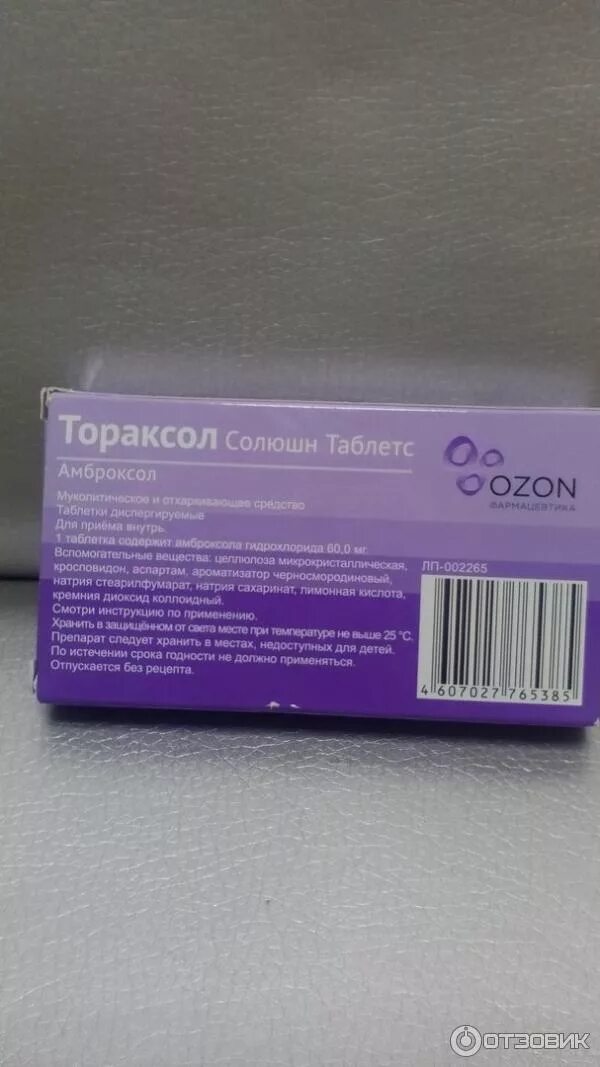 Тораксол Солюшн Таблетс
Амброксол
OZON
ФАРМАЦЕВТИКА
Муколитическое и отхаркивающее средство
Таблетки диспергируемые
Для приёма внутрь.
1 таблетка содержит амброксола гидрохлорида 60,0 мг.
Вспомогательные вещества: целлюлоза микрокристаллическая,
кросповидон, аспартам, ароматизатор черносмородиновый,
натрия стеарилфумарат, натрия сахаринат, лимонная кислота,
кремния диоксид коллоидный.
Смотри инструкцию по применению.
Хранить в защищённом от света месте при температуре не выше 25 °С.
Препарат следует хранить в местах, недоступных для детей.
По истечении срока годности не должно применяться.
Отпускается без рецепта.
ЛП-002265
4 607027 765385
ОТЗОВИК